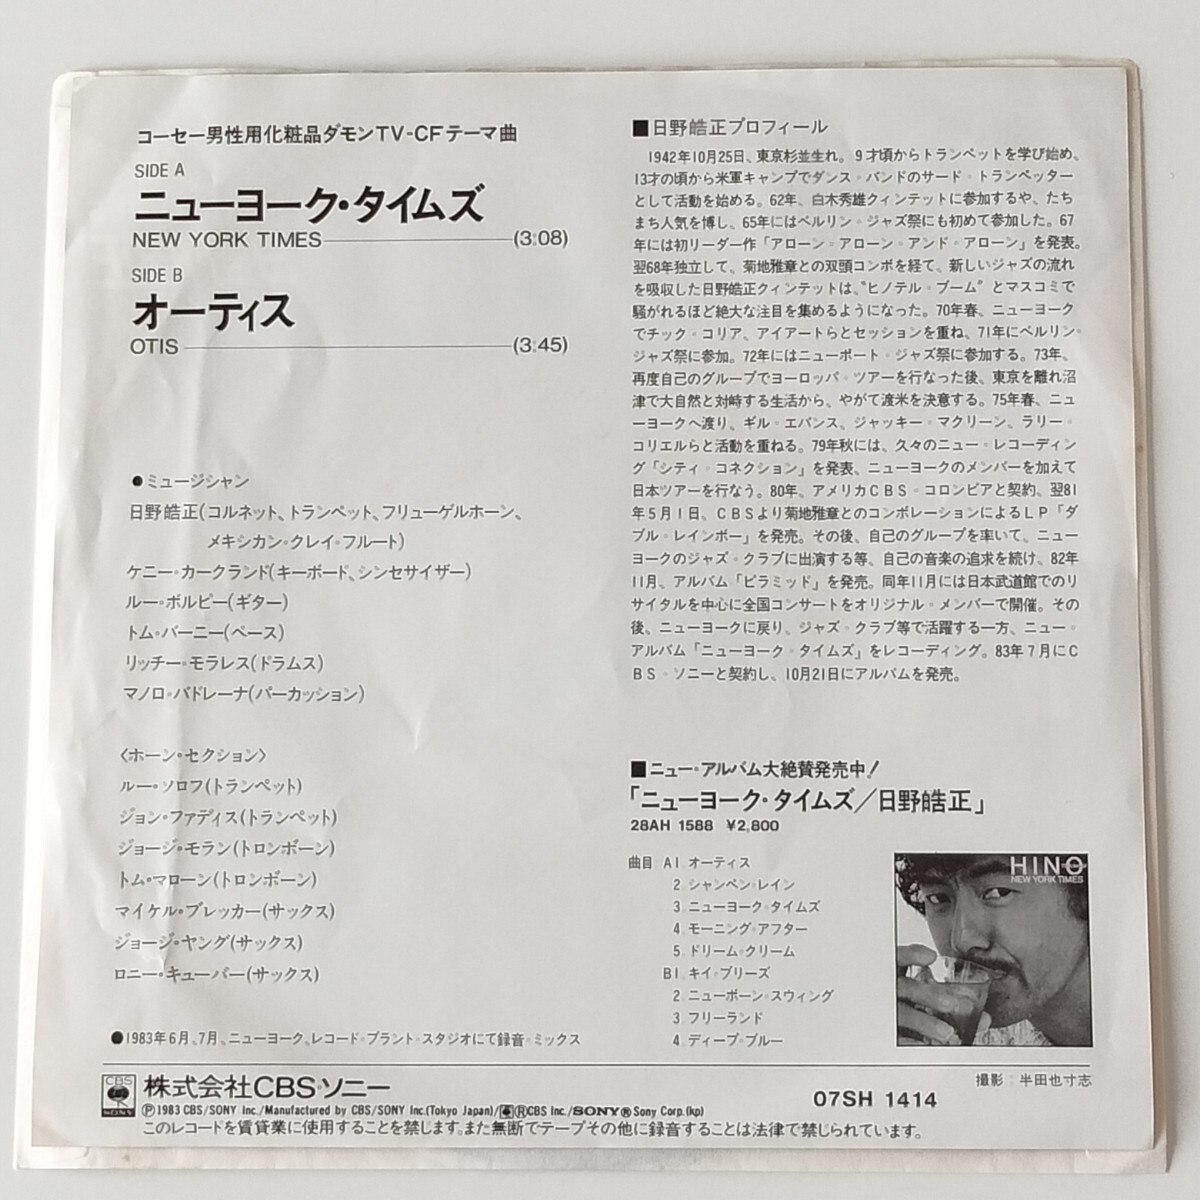 コーセー男性用化粧品ダモンTV-CFテーマ曲
SIDE A
ニューヨーク・タイムズ
NEW YORK TIMES (3:08)
SIDE B
オーティス
OTIS (3:45)
●ミュージシャン
日野皓正(コルネット、トランペット、フリューゲルホーン、
メキシカン・クレイ・フルート)
ケニー・カークランド(キーボード、シンセサイザー)
ルー・ボルピー(ギター)
トム・バーニー(ベース)
リッチー・モラレス(ドラムス)
マノロ・バドレーナ(パーカッション)
〈ホーン・セクション〉
ルー・ソロフ(トランペット)
ジョン・ファディス(トランペット)
ジョージ・モラン(トロンボーン)
トム・マローン(トロンボーン)
マイケル・ブレッカー(サックス)
ジョージ・ヤング(サックス)
ロニー・キューバー(サックス)
●1983年6月、7月、ニューヨーク、レコード・プラント・スタジオにて録音・ミックス
■日野皓正プロフィール
1942年10月25日、東京杉並生れ。9才頃からトランペットを学び始め、
13才の頃から米軍キャンプでダンス・バンドのサード・トランペッター
として活動を始める。62年、白木秀雄クィンテットに参加するや、たち
まち人気を博し、65年にはベルリン・ジャズ祭にも初めて参加した。67
年には初リーダー作「アローン・アローン・アンド・アローン」を発表。
翌68年独立して、菊地雅章との双頭コンボを経て、新しいジャズの流れ
を吸収した日野皓正クィンテットは、"ヒノテル・ブーム"とマスコミで
騒がれるほど絶大な注目を集めるようになった。70年春、ニューヨーク
でチック・コリア、アイアートらとセッションを重ね、71年にベルリン・
ジャズ祭に参加。72年にはニューポート・ジャズ祭に参加する。73年、
再度自己のグループでヨーロッパ・ツアーを行なった後、東京を離れ沼
津で大自然と対峙する生活から、やがて渡米を決意する。75年春、ニュ
ーヨークへ渡り、ギル・エバンス、ジャッキー・マクリーン、ラリー・
コリエルらと活動を重ねる。79年秋には、久々のニュー・レコーディン
グ「シティ・コネクション」を発表、ニューヨークのメンバーを加えて
日本ツアーを行なう。80年、アメリカCBS・コロンビアと契約、翌81
年5月1日、CBSより菊地雅章とのコンボレーションによるLP「ダ
ブル・レインボー」を発売。その後、自己のグループを率いて、ニュー
ヨークのジャズ・クラブに出演する等、自己の音楽の追求を続け、82年
11月、アルバム「ピラミッド」を発売。同年11月には日本武道館でのリ
サイタルを中心に全国コンサートをオリジナル・メンバーで開催。その
後、ニューヨークに戻り、ジャズ・クラブ等で活躍する一方、ニュー・
アルバム「ニューヨーク・タイムズ」をレコーディング。83年7月にC
BS・ソニーと契約し、10月21日にアルバムを発売。
■ニュー・アルバム大絶賛発売中!
「ニューヨーク・タイムズ/日野皓正」
28AH 1588 ¥2,800
曲目 A1. オーティス
2. シャンペン・レイン
3. ニューヨーク・タイムズ
4. モーニング・アフター
5. ドリーム・クリーム
B1. キイ・ブリーズ
2. ニューボーン・スウィング
3. フリーランド
4. ディープ・ブルー
HINO
NEW YORK TIMES
撮影:半田也寸志
CBS
SONY
株式会社CBS・ソニー
07SH 1414
Ⓟ1983 CBS/SONY Inc./Manufactured by CBS/SONY Inc.(Tokyo Japan)/®CBS Inc./SONY®Sony Corp.(kp)
このレコードを賃貸業に使用することを禁します。また無断でテープその他に録音することは法律で禁じられています。